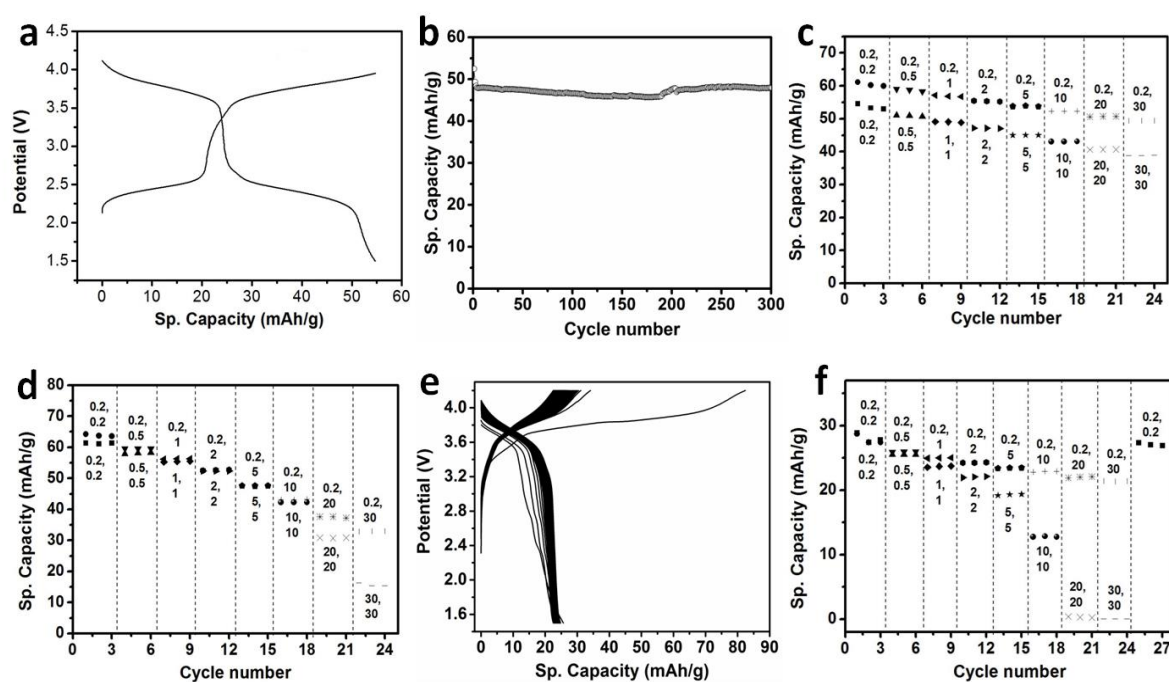 a
4.5
4.0
3.5
3.0
2.5
2.0
1.5
Potential (V)
0 10 20 30 40 50 60
Sp. Capacity (mAh/g)
b
60
50
40
30
20
10
0
Sp. Capacity (mAh/g)
0 50 100 150 200 250 300
Cycle number
c
70
60
50
40
30
20
10
0
Sp. Capacity (mAh/g)
0.2, 0.2, 0.2, 0.2, 0.2, 0.2, 0.2, 0.2,
0.2 0.5 1 2 5 10 20 30
0.2, 0.5, 1, 2, 5, 10, 20, 30,
0.2 0.5 1 2 5 10 20 30
0 3 6 9 12 15 18 21 24
Cycle number
d
80
70
60
50
40
30
20
10
0
Sp. Capacity (mAh/g)
0.2, 0.2, 0.2, 0.2, 0.2, 0.2, 0.2, 0.2,
0.2 0.5 1 2 5 10 20 30
0.2, 0.5, 1, 2, 5, 10, 20, 30,
0.2 0.5 1 2 5 10 20 30
0 3 6 9 12 15 18 21 24
Cycle number
e
4.0
3.6
3.2
2.8
2.4
2.0
1.6
Potential (V)
0 10 20 30 40 50 60 70 80 90
Sp. Capacity (mAh/g)
f
30
20
10
0
Sp. Capacity (mAh/g)
0.2, 0.2, 0.2, 0.2, 0.2, 0.2, 0.2, 0.2, 0.2,
0.2 0.5 1 2 5 10 20 30 0.2
0.2, 0.5, 1, 2, 5, 10, 20, 30,
0.2 0.5 1 2 5 10 20 30
0 3 6 9 12 15 18 21 24 27
Cycle number